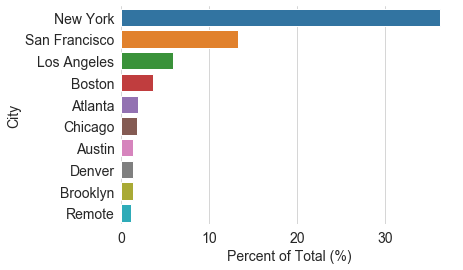 New York
San Francisco
Los Angeles
Boston
Atlanta
Chicago
Austin
Denver
Brooklyn
Remote
City
0 10 20 30
Percent of Total (%)